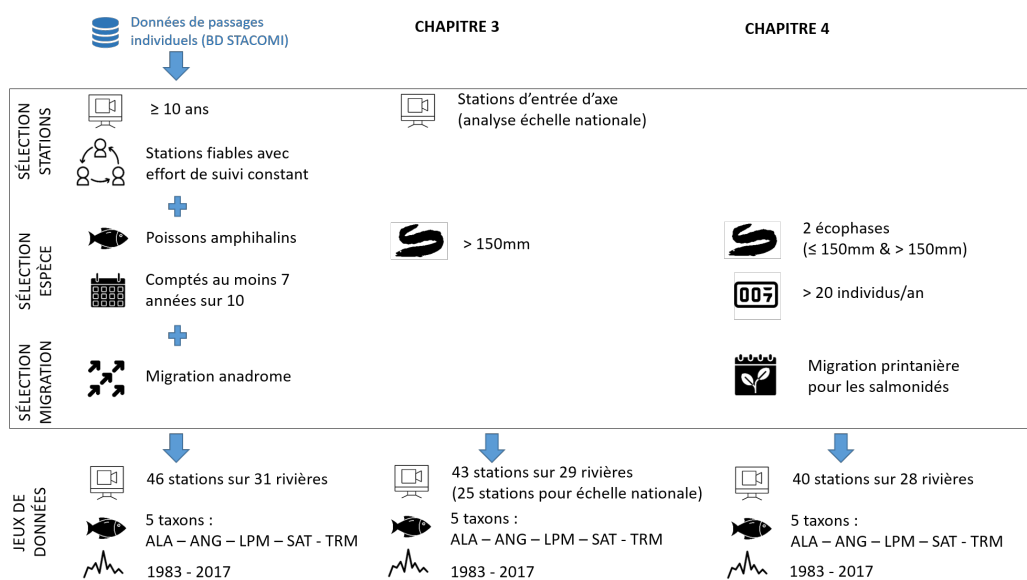 Données de passages
individuels (BD STACOMI)
CHAPITRE 3
CHAPITRE 4
SÉLECTION
STATIONS
≥ 10 ans
Stations fiables avec
effort de suivi constant
Stations d'entrée d'axe
(analyse échelle nationale)
SÉLECTION
ESPÈCE
Poissons amphihalins
Comptés au moins 7
années sur 10
> 150mm
2 écophases
(≤ 150mm & > 150mm)
007
> 20 individus/an
SÉLECTION
MIGRATION
Migration anadrome
Migration printanière
pour les salmonidés
JEUX DE
DONNÉES
46 stations sur 31 rivières
5 taxons :
ALA – ANG – LPM – SAT - TRM
1983 - 2017
43 stations sur 29 rivières
(25 stations pour échelle nationale)
5 taxons :
ALA – ANG – LPM – SAT - TRM
1983 - 2017
40 stations sur 28 rivières
5 taxons :
ALA – ANG – LPM – SAT - TRM
1983 - 2017